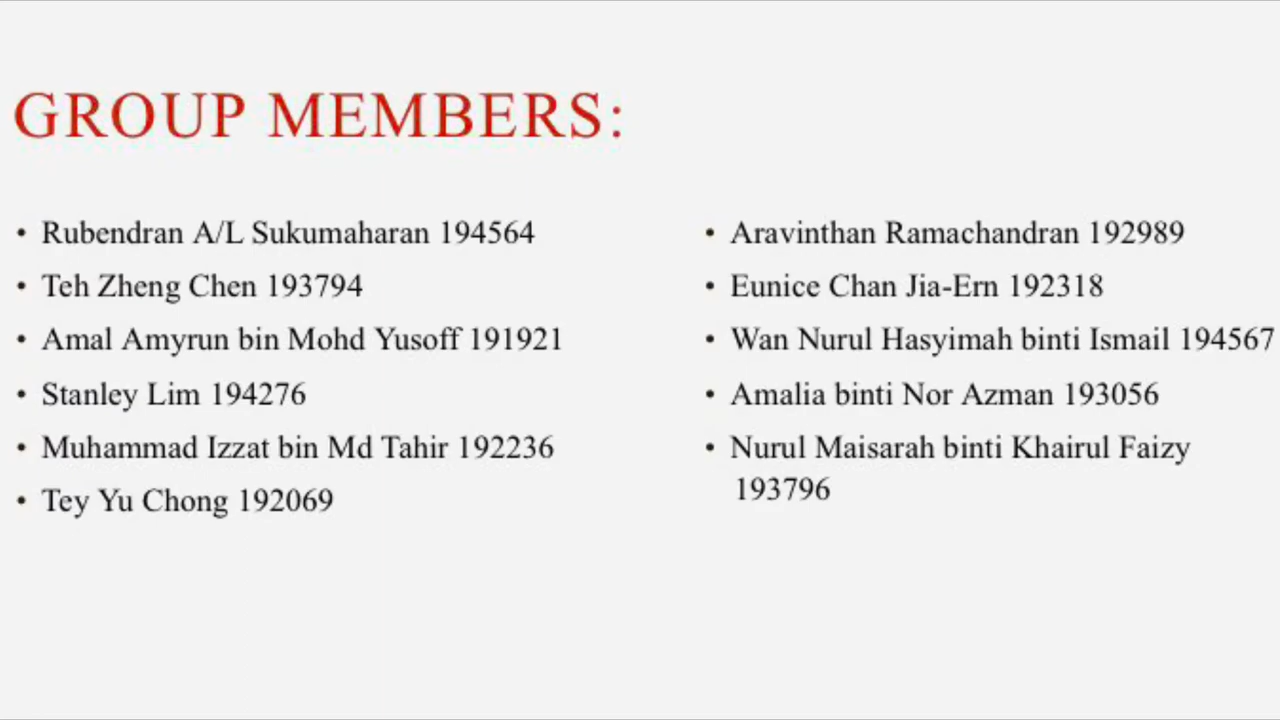 GROUP MEMBERS:
• Rubendran A/L Sukumaharan 194564
• Teh Zheng Chen 193794
• Amal Amyrun bin Mohd Yusoff 191921
• Stanley Lim 194276
• Muhammad Izzat bin Md Tahir 192236
• Tey Yu Chong 192069
• Aravinthan Ramachandran 192989
• Eunice Chan Jia-Ern 192318
• Wan Nurul Hasyimah binti Ismail 194567
• Amalia binti Nor Azman 193056
• Nurul Maisarah binti Khairul Faizy
193796